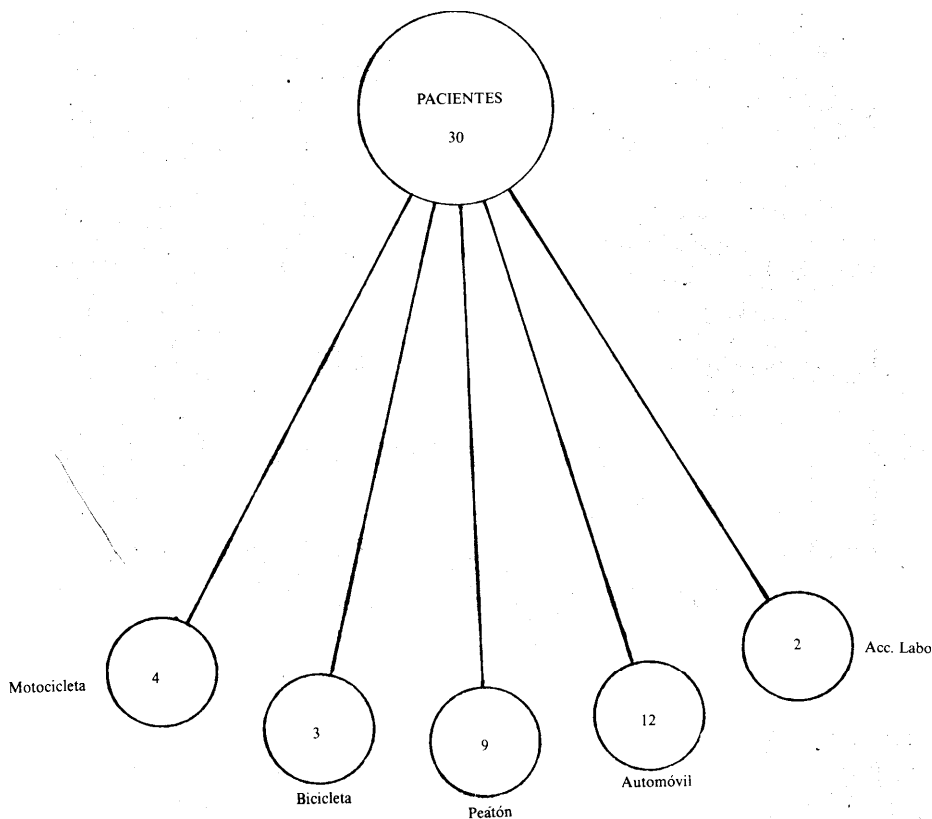 PACIENTES
30
Motocicleta
4
3
Bicicleta
9
Peatón
12
Automóvil
2
Acc. Labo